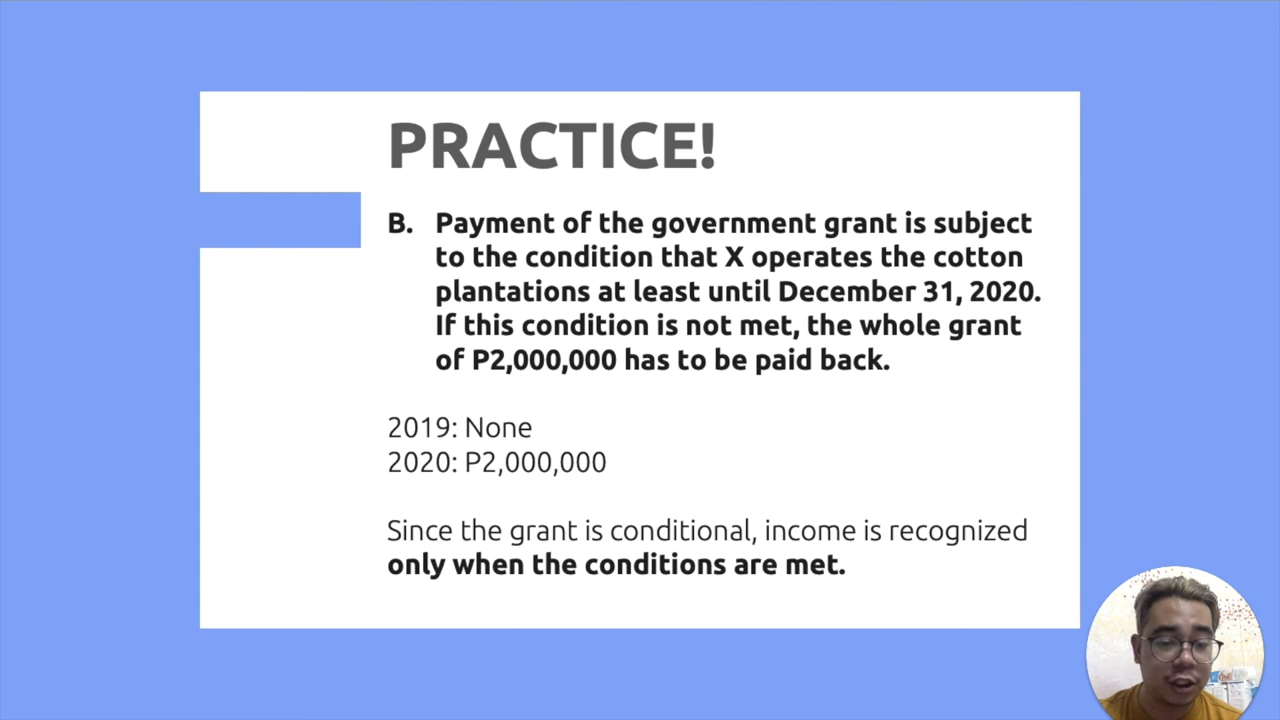 PRACTICE!
B. Payment of the government grant is subject
to the condition that X operates the cotton
plantations at least until December 31, 2020.
If this condition is not met, the whole grant
of P2,000,000 has to be paid back.
2019: None
2020: P2,000,000
Since the grant is conditional, income is recognized
only when the conditions are met.